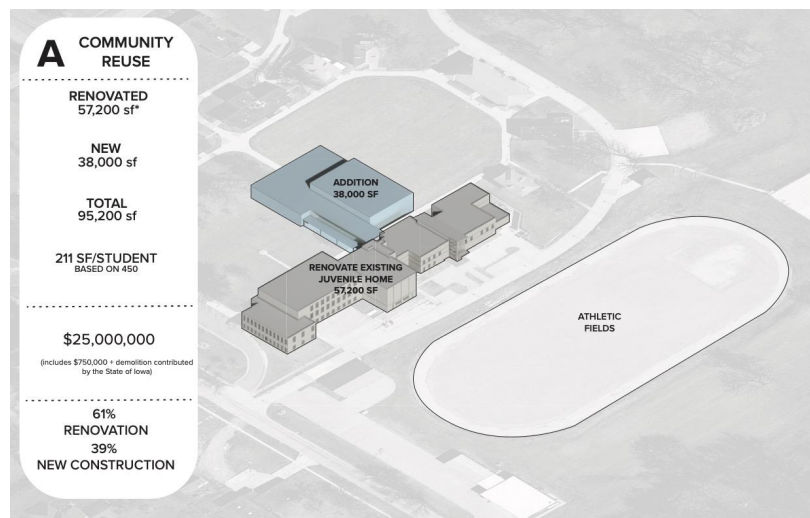 A
COMMUNITY
REUSE
RENOVATED
57,200 sf*
NEW
38,000 sf
TOTAL
95,200 sf
211 SF/STUDENT
BASED ON 450
$25,000,000
(includes $750,000 + demolition contributed
by the State of Iowa)
61%
RENOVATION
39%
NEW CONSTRUCTION
ADDITION
38,000 SF
RENOVATE EXISTING
JUVENILE HOME
57,200 SF
ATHLETIC
FIELDS